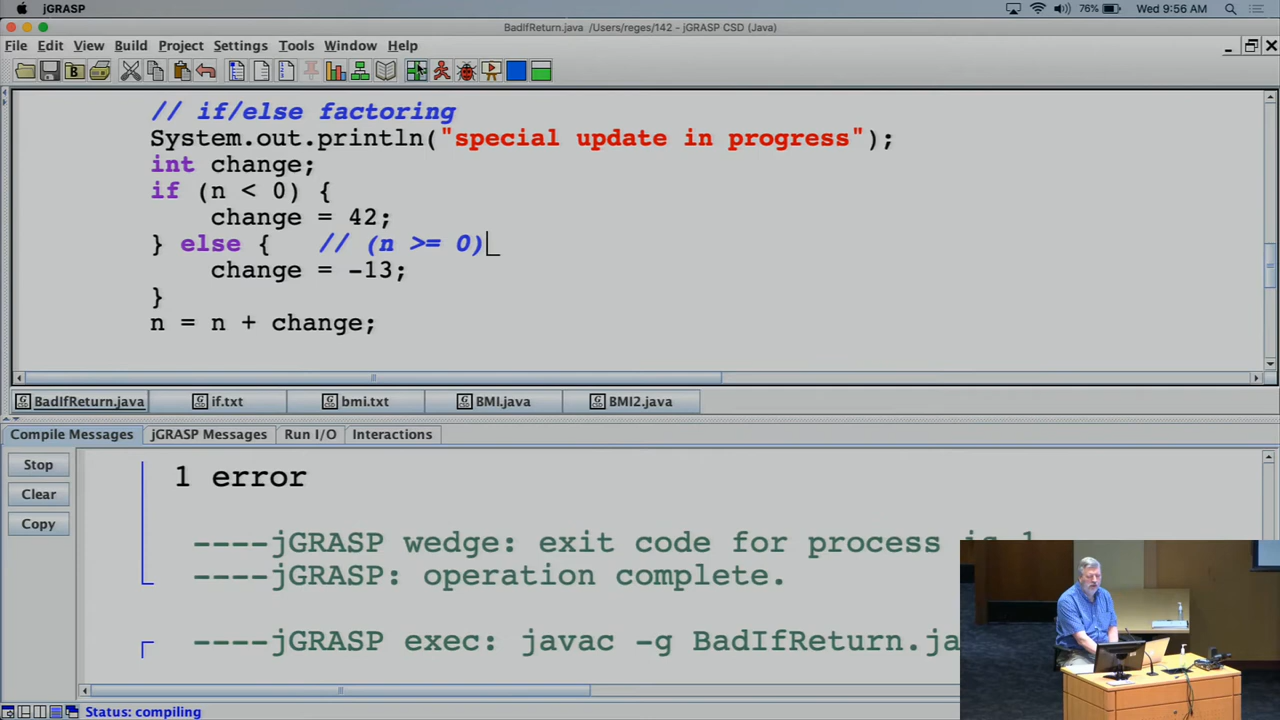 jGRASP
76%
Wed 9:56 AM
BadIfReturn.java /Users/reges/142 - jGRASP CSD (Java)
File Edit View Build Project Settings Tools Window Help
// if/else factoring
System.out.println("special update in progress");
int change;
if (n < 0) {
change = 42;
} else { // (n >= 0)
change = -13;
}
n = n + change;
BadIfReturn.java if.txt bmi.txt BMI.java BMI2.java
Compile Messages jGRASP Messages Run I/O Interactions
Stop
Clear
Copy
1 error
----jGRASP wedge: exit code for process is 1
----jGRASP: operation complete.
----jGRASP exec: javac -g BadIfReturn.ja
Status: compiling